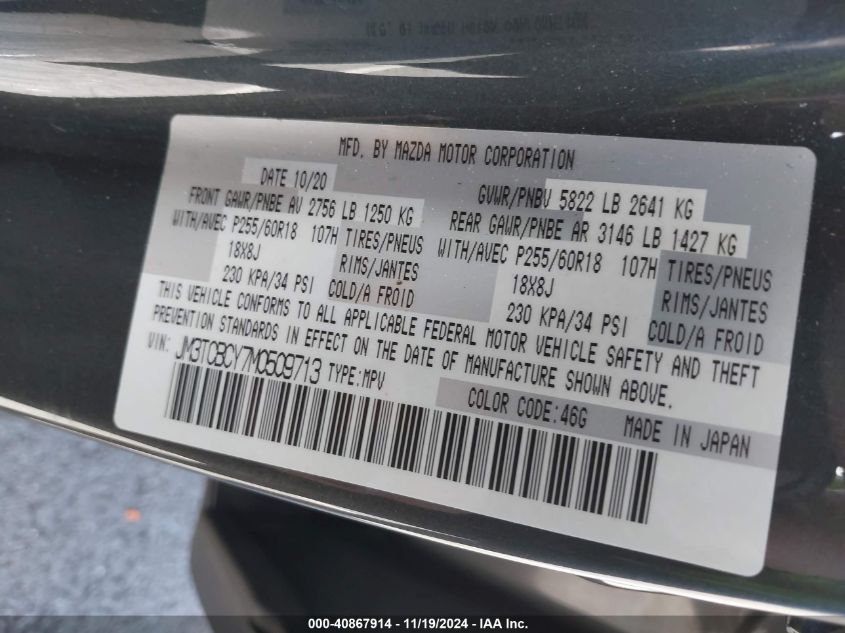 MFD. BY MAZDA MOTOR CORPORATION
DATE 10/20 GVWR/PNBV 5822 LB 2641 KG
FRONT GAWR/PNBE AV 2756 LB 1250 KG REAR GAWR/PNBE AR 3146 LB 1427 KG
WITH/AVEC P255/60R18 107H TIRES/PNEUS WITH/AVEC P255/60R18 107H TIRES/PNEUS
18X8J RIMS/JANTES 18X8J RIMS/JANTES
230 KPA/34 PSI COLD/A FROID 230 KPA/34 PSI COLD/A FROID
THIS VEHICLE CONFORMS TO ALL APPLICABLE FEDERAL MOTOR VEHICLE SAFETY AND THEFT
PREVENTION STANDARDS IN EFFECT ON THE DATE OF MANUFACTURE SHOWN ABOVE.
VIN: JM3TCBCY7M0509713 TYPE:MPV
COLOR CODE:46G MADE IN JAPAN
000-40867914 - 11/19/2024 - IAA Inc.